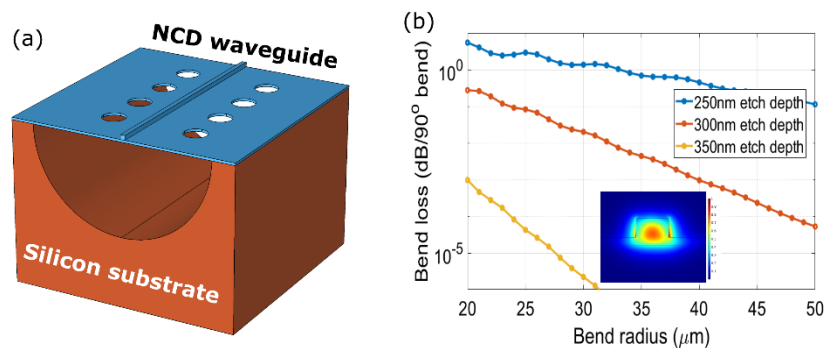 (a)
NCD waveguide
Silicon substrate
(b)
Bend loss (dB/90° bend)
10⁰
10⁻⁵
250nm etch depth
300nm etch depth
350nm etch depth
20 25 30 35 40 45 50
Bend radius (μm)